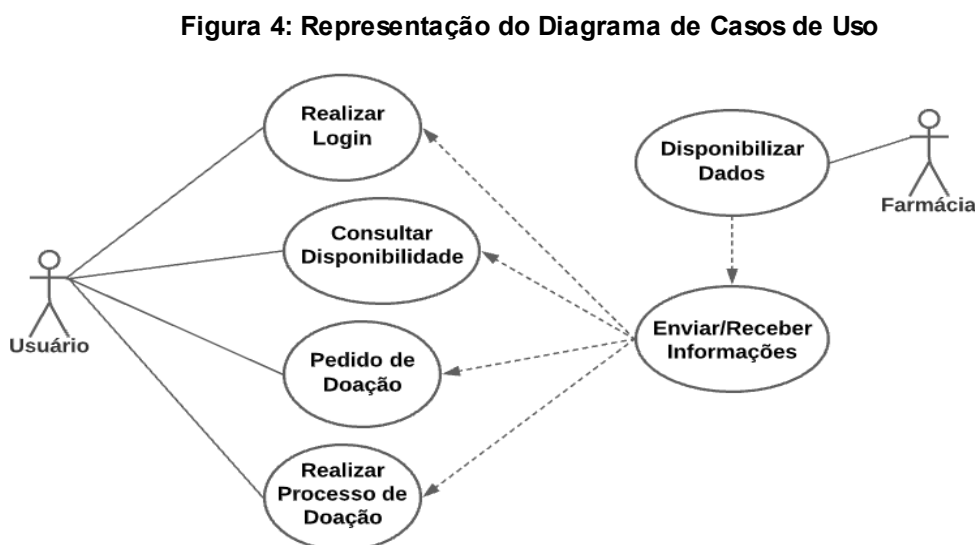 Figura 4: Representação do Diagrama de Casos de Uso
Realizar
Login
Disponibilizar
Dados
Farmácia
Consultar
Disponibilidade
Usuário
Enviar/Receber
Informações
Pedido de
Doação
Realizar
Processo de
Doação